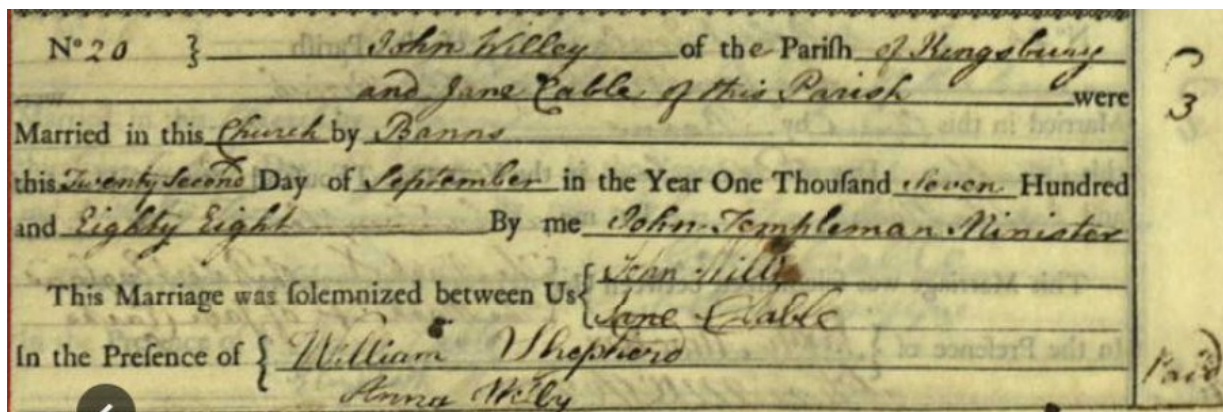 No 20 } John Willey of the Pariſh of Kingsbury
and Jane Cable of this Parish were
Married in this Church by Banns
this Twenty Second Day of September in the Year One Thouſand Seven Hundred
and Eighty Eight By me John Templeman Minister
This Marriage was ſolemnized between Us { John Willy
Jane Cable
In the Preſence of { William Shepherd
Anna Welby
3
Paid